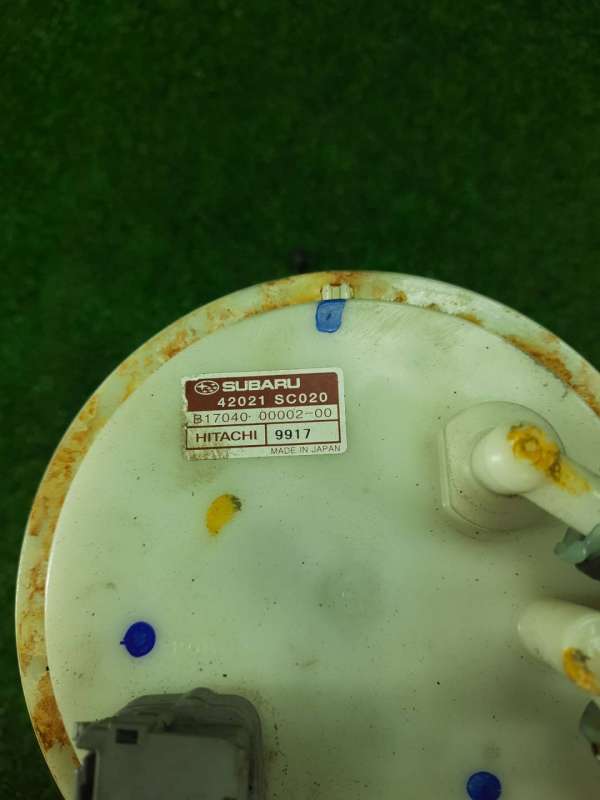 SUBARU
42021 SC020
B17040-00002-00
HITACHI 9917
MADE IN JAPAN